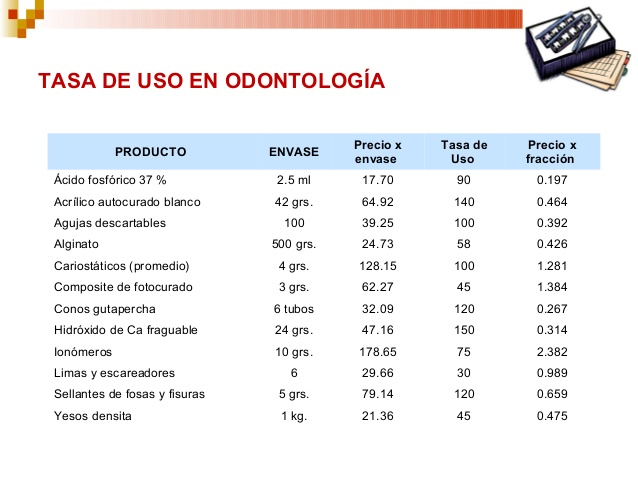 TASA DE USO EN ODONTOLOGÍA
PRODUCTO ENVASE Precio x envase Tasa de Uso Precio x fracción
Ácido fosfórico 37 % 2.5 ml 17.70 90 0.197
Acrílico autocurado blanco 42 grs. 64.92 140 0.464
Agujas descartables 100 39.25 100 0.392
Alginato 500 grs. 24.73 58 0.426
Cariostáticos (promedio) 4 grs. 128.15 100 1.281
Composite de fotocurado 3 grs. 62.27 45 1.384
Conos gutapercha 6 tubos 32.09 120 0.267
Hidróxido de Ca fraguable 24 grs. 47.16 150 0.314
Ionómeros 10 grs. 178.65 75 2.382
Limas y escareadores 6 29.66 30 0.989
Sellantes de fosas y fisuras 5 grs. 79.14 120 0.659
Yesos densita 1 kg. 21.36 45 0.475